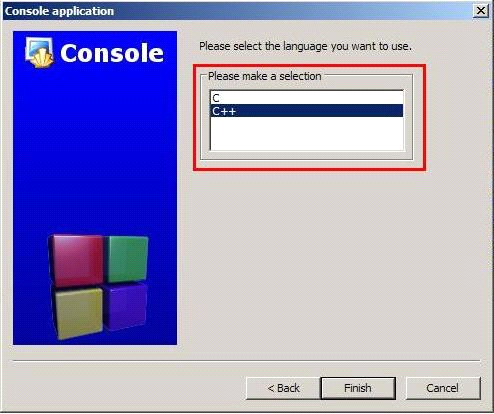 Console application
Console
Please select the language you want to use.
Please make a selection
C
C++
< Back
Finish
Cancel